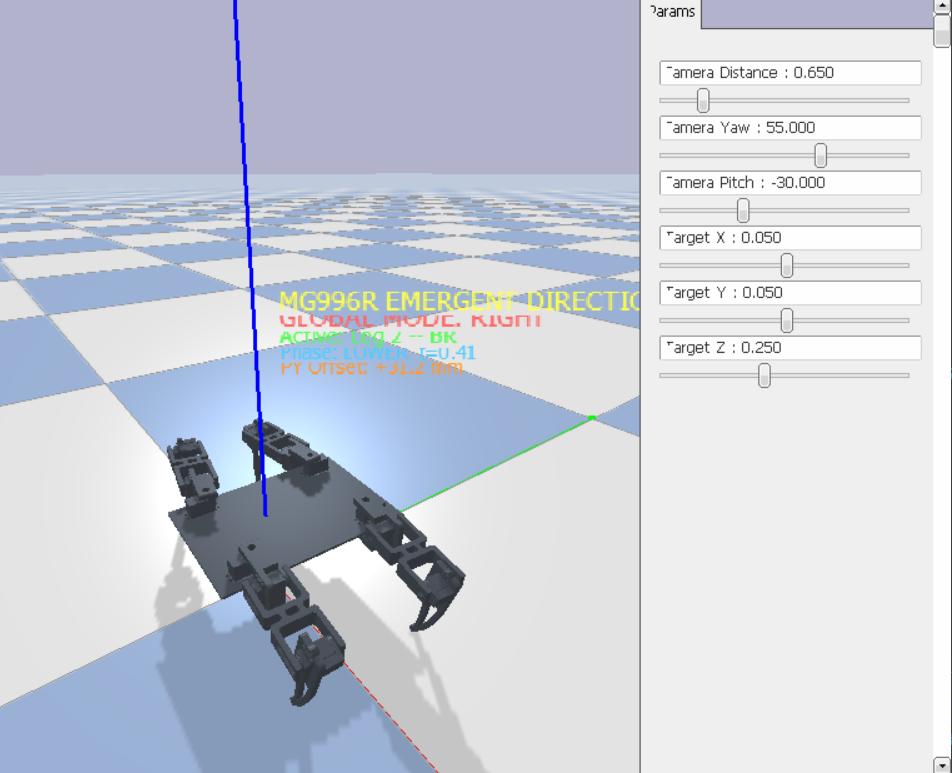 Params
Camera Distance : 0.650
Camera Yaw : 55.000
Camera Pitch : -30.000
Target X : 0.050
Target Y : 0.050
Target Z : 0.250
MG996R EMERGENT DIRECTIO
GLOBAL MODE: RIGHT
Active: Leg 2 -- BR
Phase: LOWER t=0.41
PY Offset: +31.2 mm